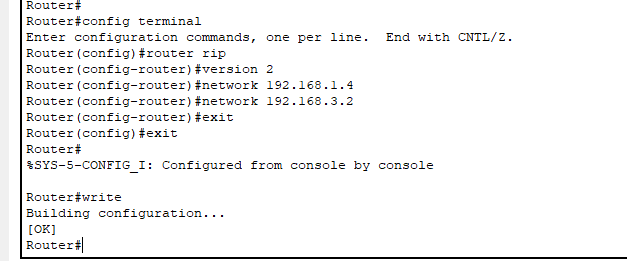 Router#
Router#config terminal
Enter configuration commands, one per line.  End with CNTL/Z.
Router(config)#router rip
Router(config-router)#version 2
Router(config-router)#network 192.168.1.4
Router(config-router)#network 192.168.3.2
Router(config-router)#exit
Router(config)#exit
Router#
%SYS-5-CONFIG_I: Configured from console by console

Router#write
Building configuration...
[OK]
Router#